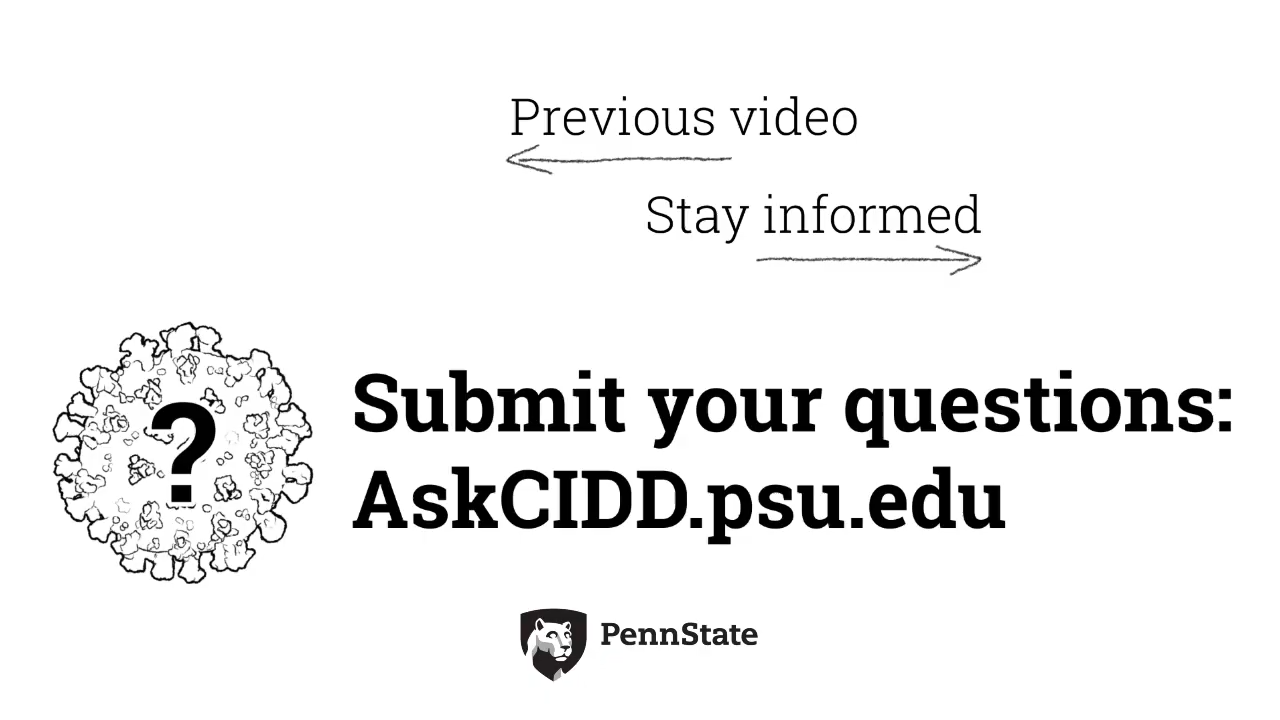 Previous video
Stay informed
?
Submit your questions:
AskCIDD.psu.edu
PennState